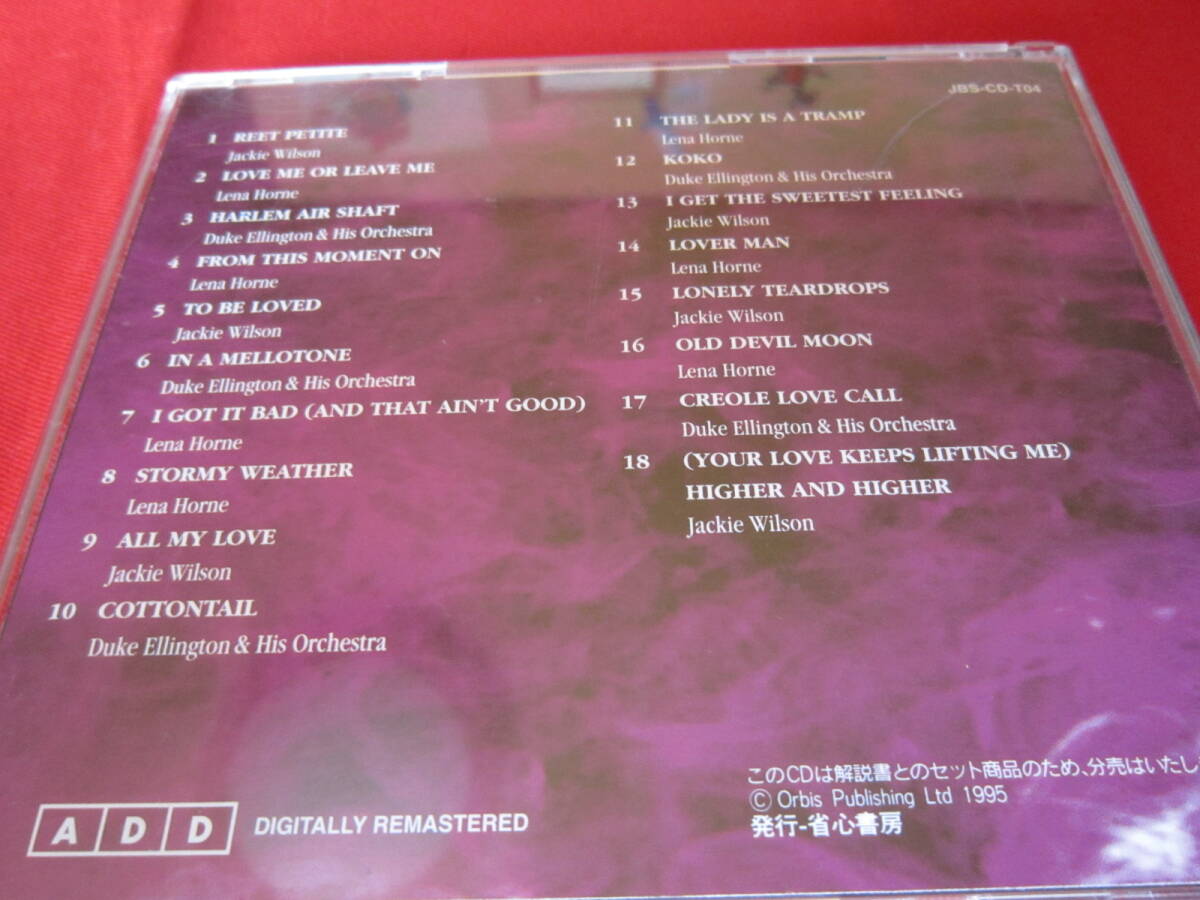 JBS-CD-T04
1 REET PETITE
Jackie Wilson
2 LOVE ME OR LEAVE ME
Lena Horne
3 HARLEM AIR SHAFT
Duke Ellington & His Orchestra
4 FROM THIS MOMENT ON
Lena Horne
5 TO BE LOVED
Jackie Wilson
6 IN A MELLOTONE
Duke Ellington & His Orchestra
7 I GOT IT BAD (AND THAT AIN'T GOOD)
Lena Horne
8 STORMY WEATHER
Lena Horne
9 ALL MY LOVE
Jackie Wilson
10 COTTONTAIL
Duke Ellington & His Orchestra
11 THE LADY IS A TRAMP
Lena Horne
12 KOKO
Duke Ellington & His Orchestra
13 I GET THE SWEETEST FEELING
Jackie Wilson
14 LOVER MAN
Lena Horne
15 LONELY TEARDROPS
Jackie Wilson
16 OLD DEVIL MOON
Lena Horne
17 CREOLE LOVE CALL
Duke Ellington & His Orchestra
18 (YOUR LOVE KEEPS LIFTING ME)
HIGHER AND HIGHER
Jackie Wilson
このCDは解説書とのセット商品のため、分売はいたし
© Orbis Publishing Ltd 1995
発行-省心書房
A D D DIGITALLY REMASTERED